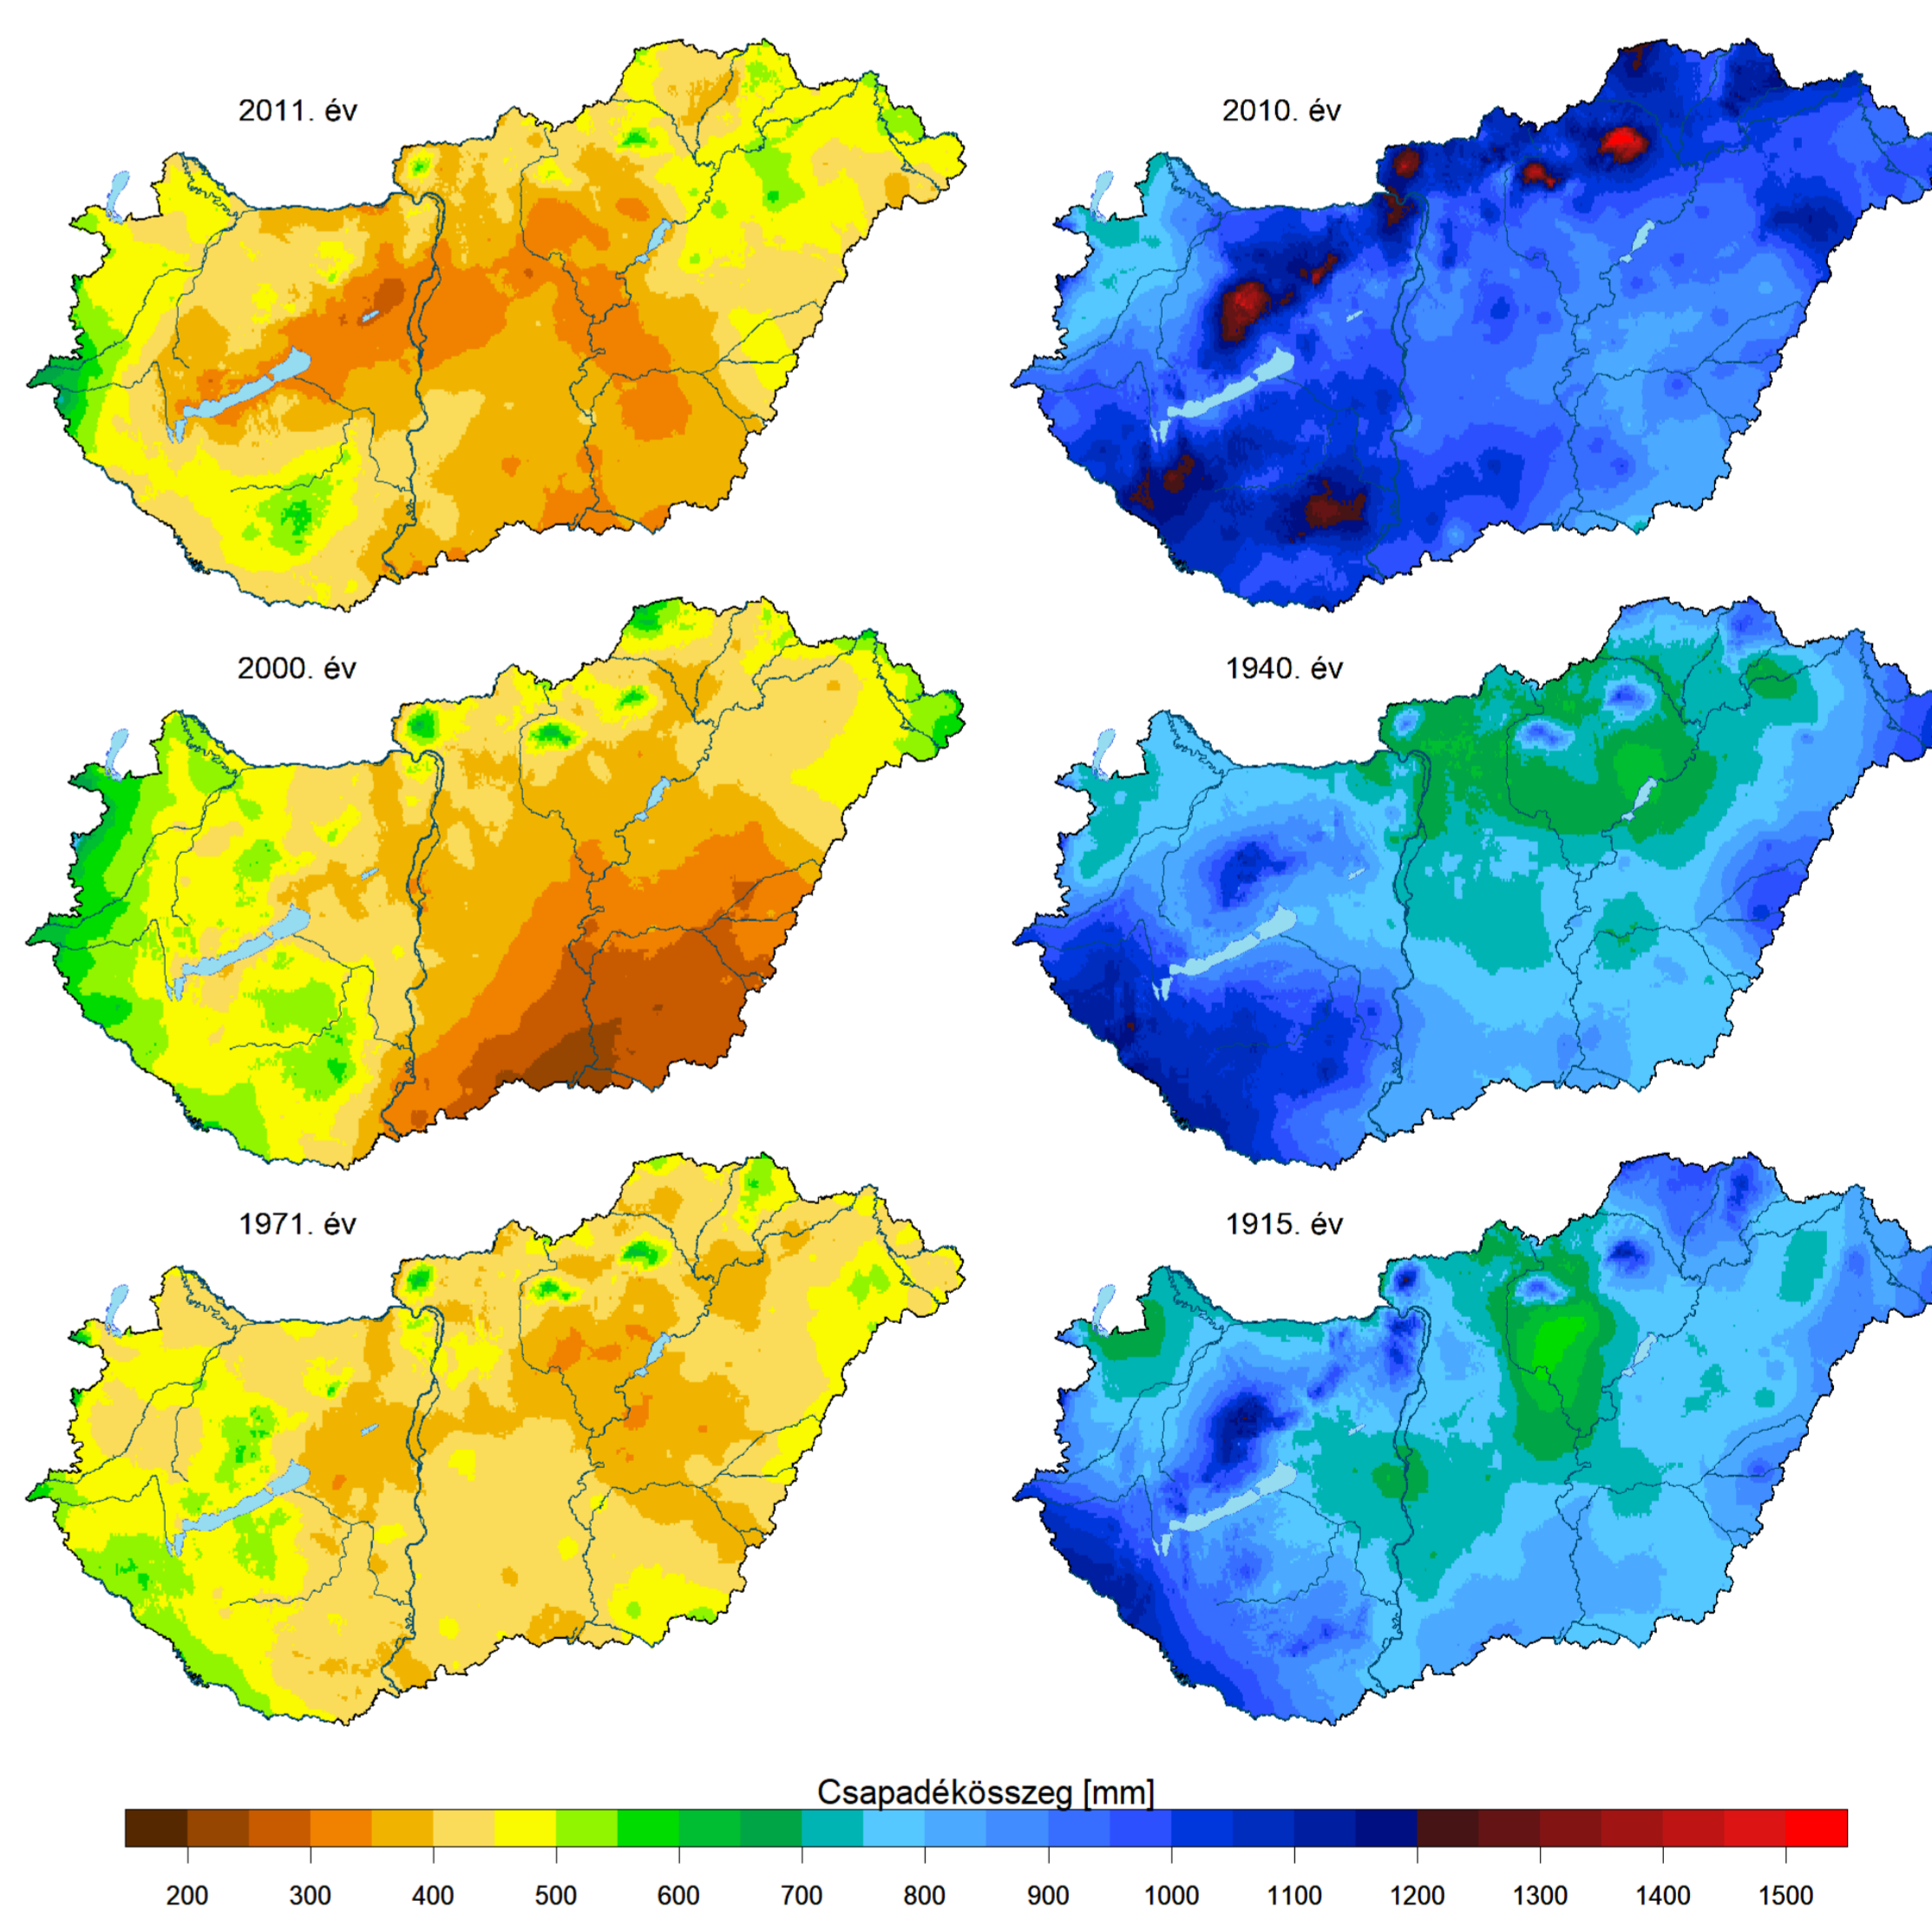 2011. év
2010. év
2000. év
1940. év
1971. év
1915. év
Csapadékösszeg [mm]
200 300 400 500 600 700 800 900 1000 1100 1200 1300 1400 1500